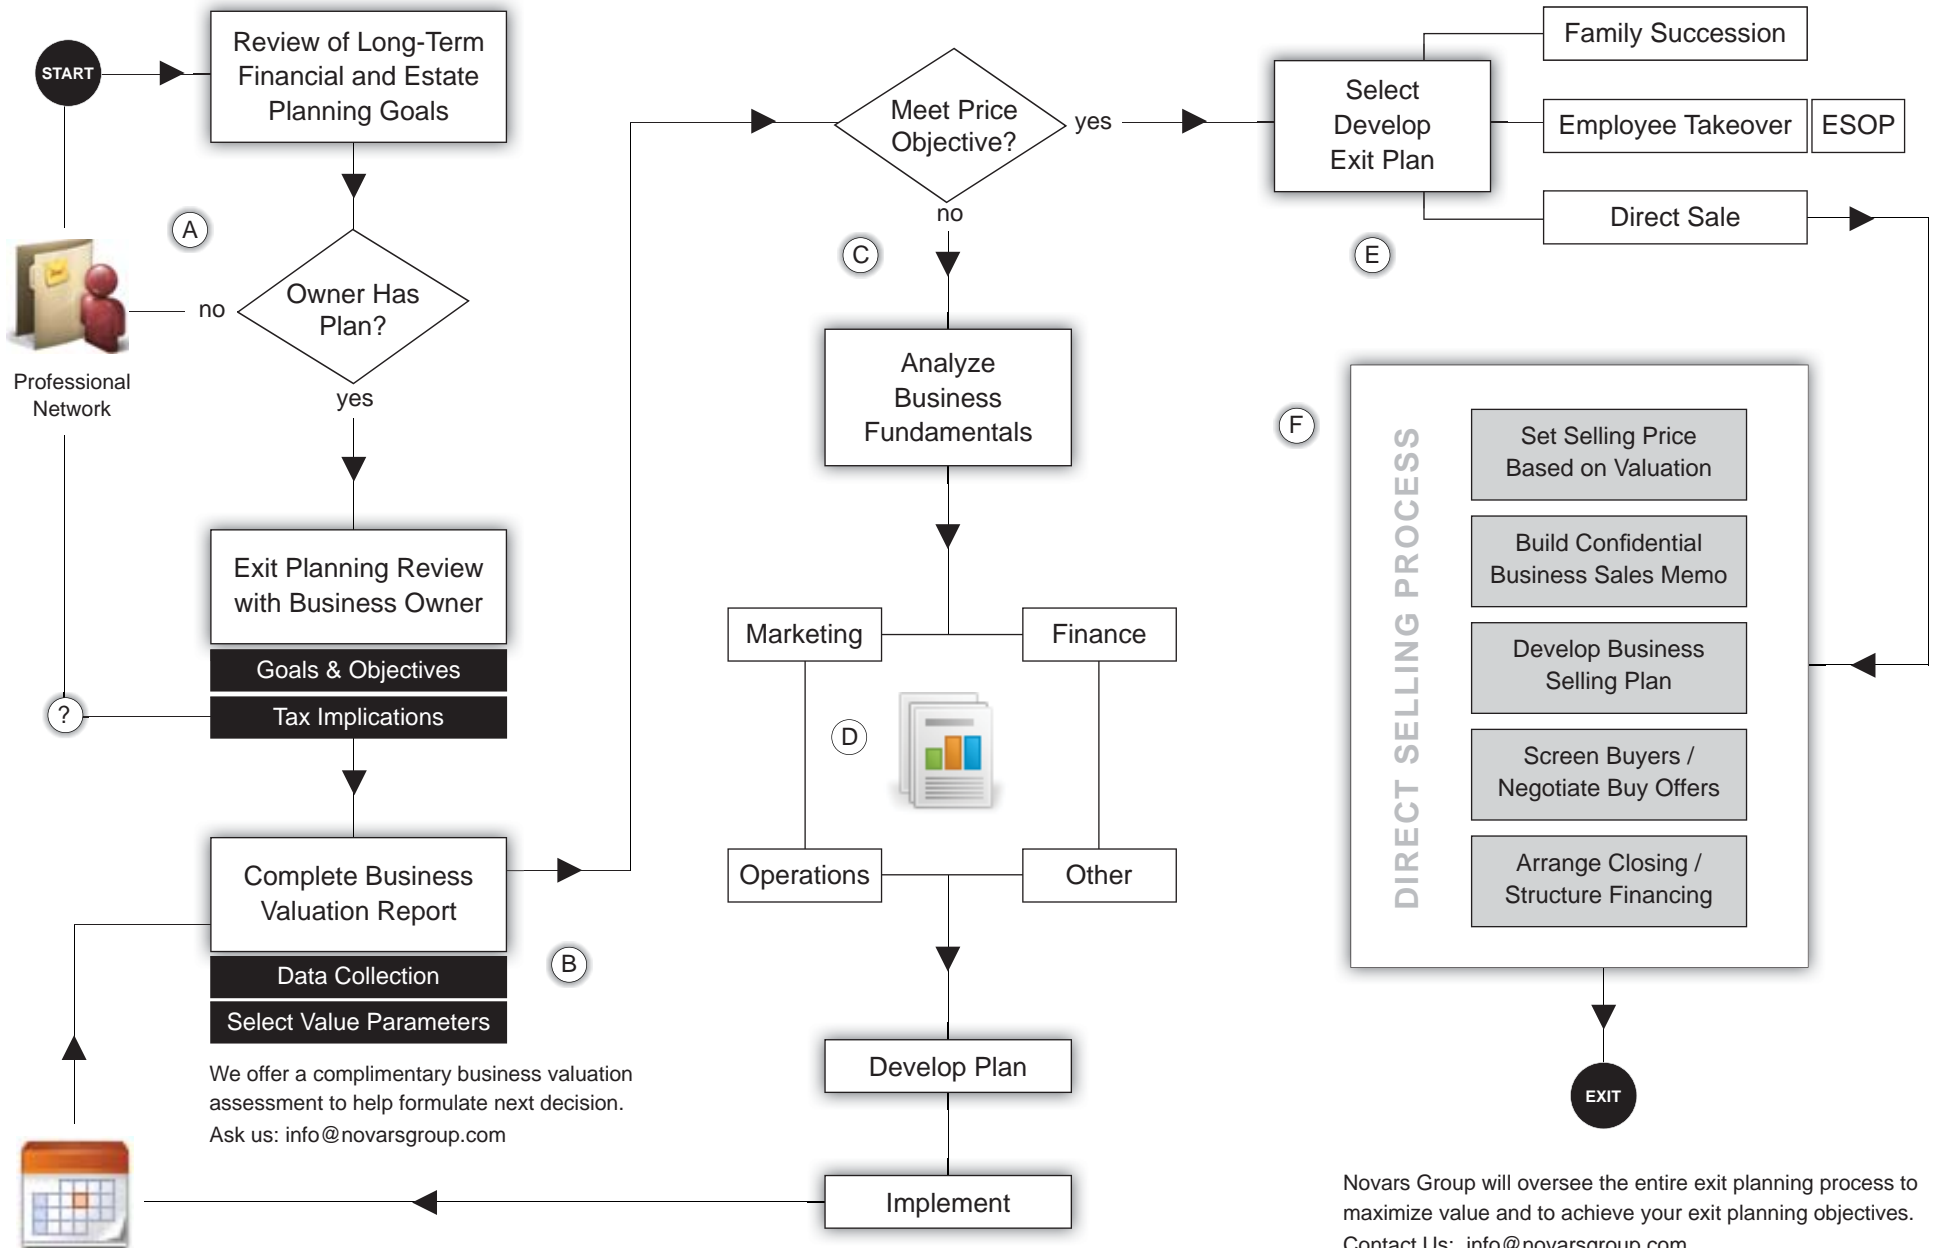 START
Review of Long-Term
Financial and Estate
Planning Goals
A
Owner Has
Plan?
no
yes
Professional
Network
Exit Planning Review
with Business Owner
Goals & Objectives
Tax Implications
?
Complete Business
Valuation Report
Data Collection
Select Value Parameters
B
We offer a complimentary business valuation
assessment to help formulate next decision.
Ask us: info@novarsgroup.com
Meet Price
Objective?
yes
no
C
Analyze
Business
Fundamentals
Marketing
Finance
D
Operations
Other
Develop Plan
Implement
Select
Develop
Exit Plan
Family Succession
Employee Takeover
ESOP
Direct Sale
E
F
DIRECT SELLING PROCESS
Set Selling Price
Based on Valuation
Build Confidential
Business Sales Memo
Develop Business
Selling Plan
Screen Buyers /
Negotiate Buy Offers
Arrange Closing /
Structure Financing
EXIT
Novars Group will oversee the entire exit planning process to
maximize value and to achieve your exit planning objectives.
Contact Us: info@novarsgroup.com